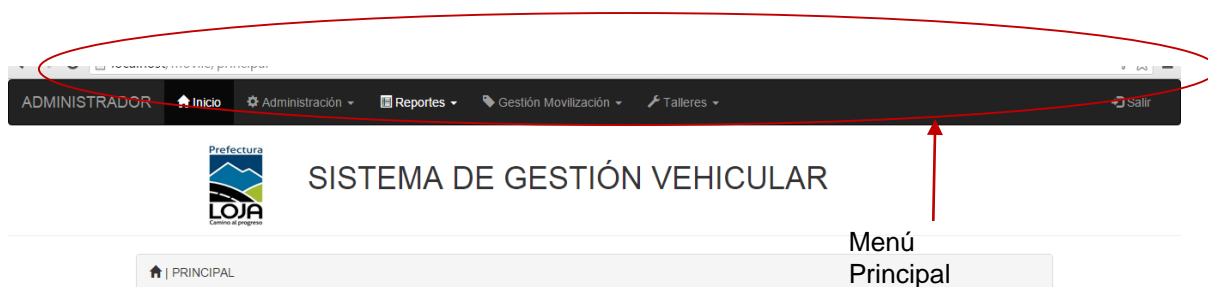 localhost/movile/principal
ADMINISTRADOR Inicio Administración Reportes Gestión Movilización Talleres Salir
Prefectura
LOJA
Camino al progreso
SISTEMA DE GESTIÓN VEHICULAR
Menú
Principal
| PRINCIPAL